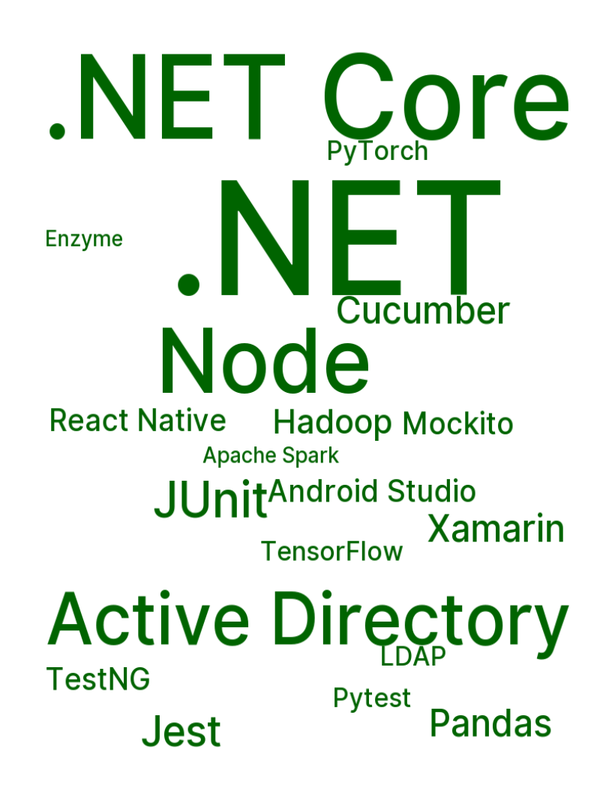 .NET Core
PyTorch
.NET
Enzyme
Cucumber
Node
React Native
Hadoop
Mockito
Apache Spark
JUnit
Android Studio
Xamarin
TensorFlow
Active Directory
LDAP
TestNG
Pytest
Jest
Pandas